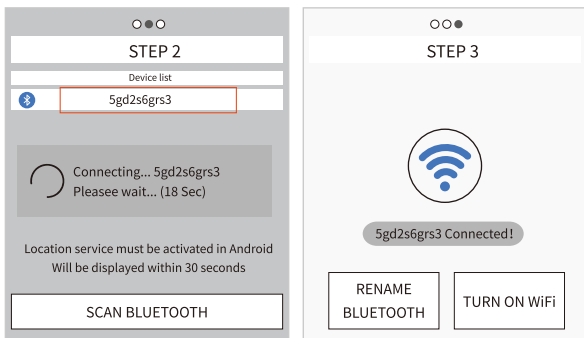 STEP 2
Device list
5gd2s6grs3
Connecting... 5gd2s6grs3
Pleasee wait... (18 Sec)
Location service must be activated in Android
Will be displayed within 30 seconds
SCAN BLUETOOTH
STEP 3
5gd2s6grs3 Connected!
RENAME
BLUETOOTH
TURN ON WiFi